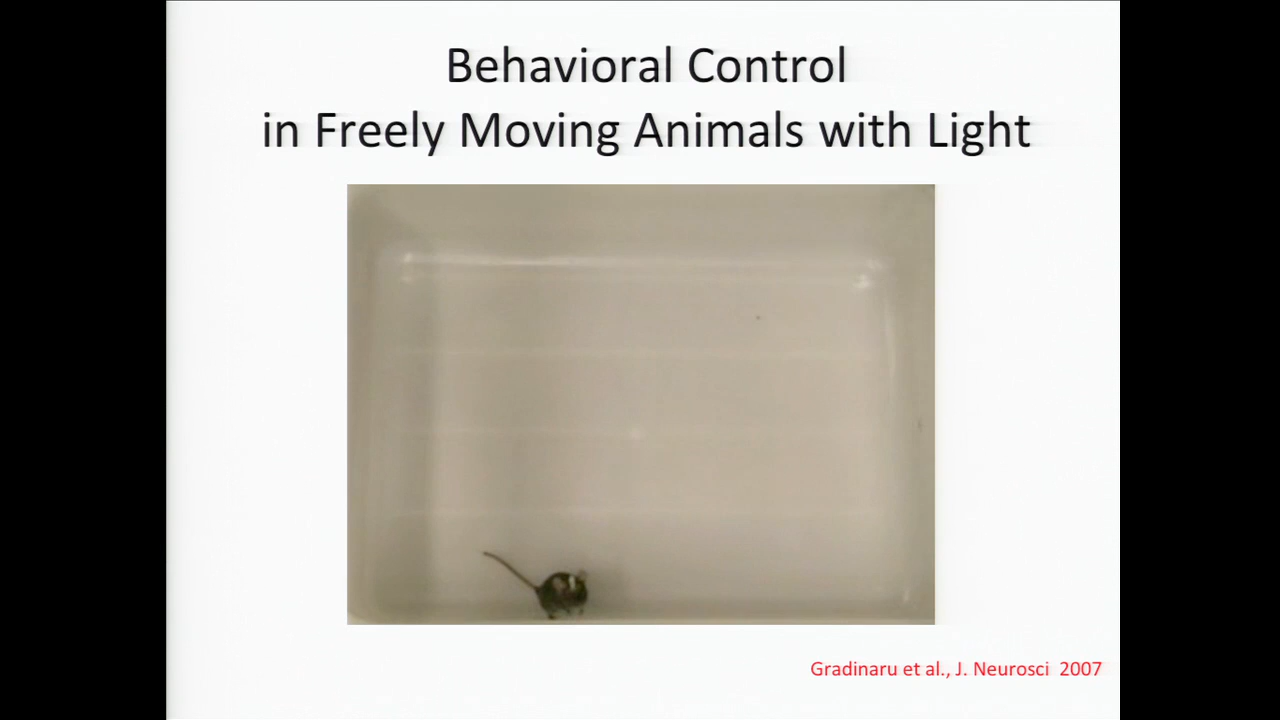 Behavioral Control
in Freely Moving Animals with Light
Gradinaru et al., J. Neurosci  2007